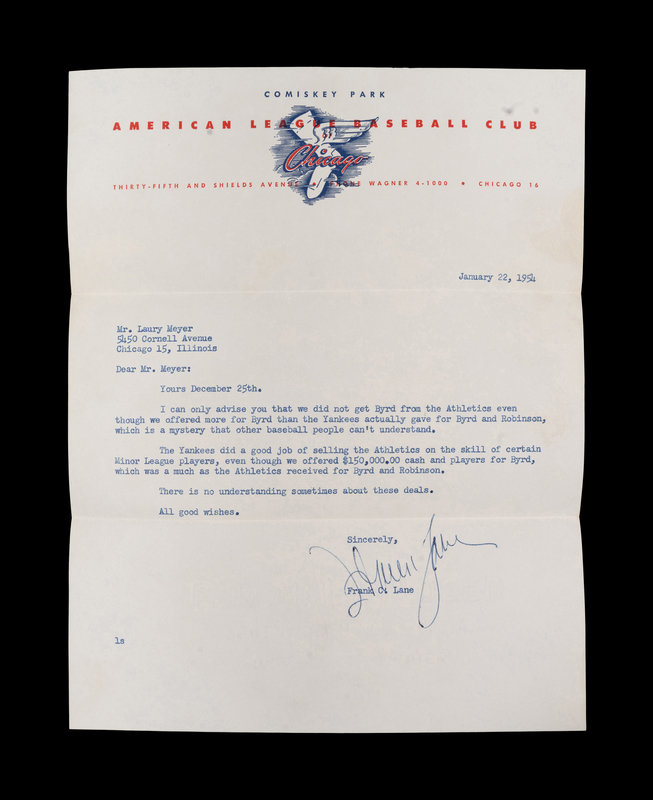 COMISKEY PARK
AMERICAN LEAGUE BASEBALL CLUB
Chicago
THIRTY-FIFTH AND SHIELDS AVENUE • PHONE WAGNER 4-1000 • CHICAGO 16
January 22, 1954
Mr. Laury Meyer
5450 Cornell Avenue
Chicago 15, Illinois
Dear Mr. Meyer:
Yours December 25th.
I can only advise you that we did not get Byrd from the Athletics even
though we offered more for Byrd than the Yankees actually gave for Byrd and Robinson,
which is a mystery that other baseball people can't understand.
The Yankees did a good job of selling the Athletics on the skill of certain
Minor League players, even though we offered $150,000.00 cash and players for Byrd,
which was a much as the Athletics received for Byrd and Robinson.
There is no understanding sometimes about these deals.
All good wishes.
Sincerely,
Frank Lane
Frank C. Lane
ls